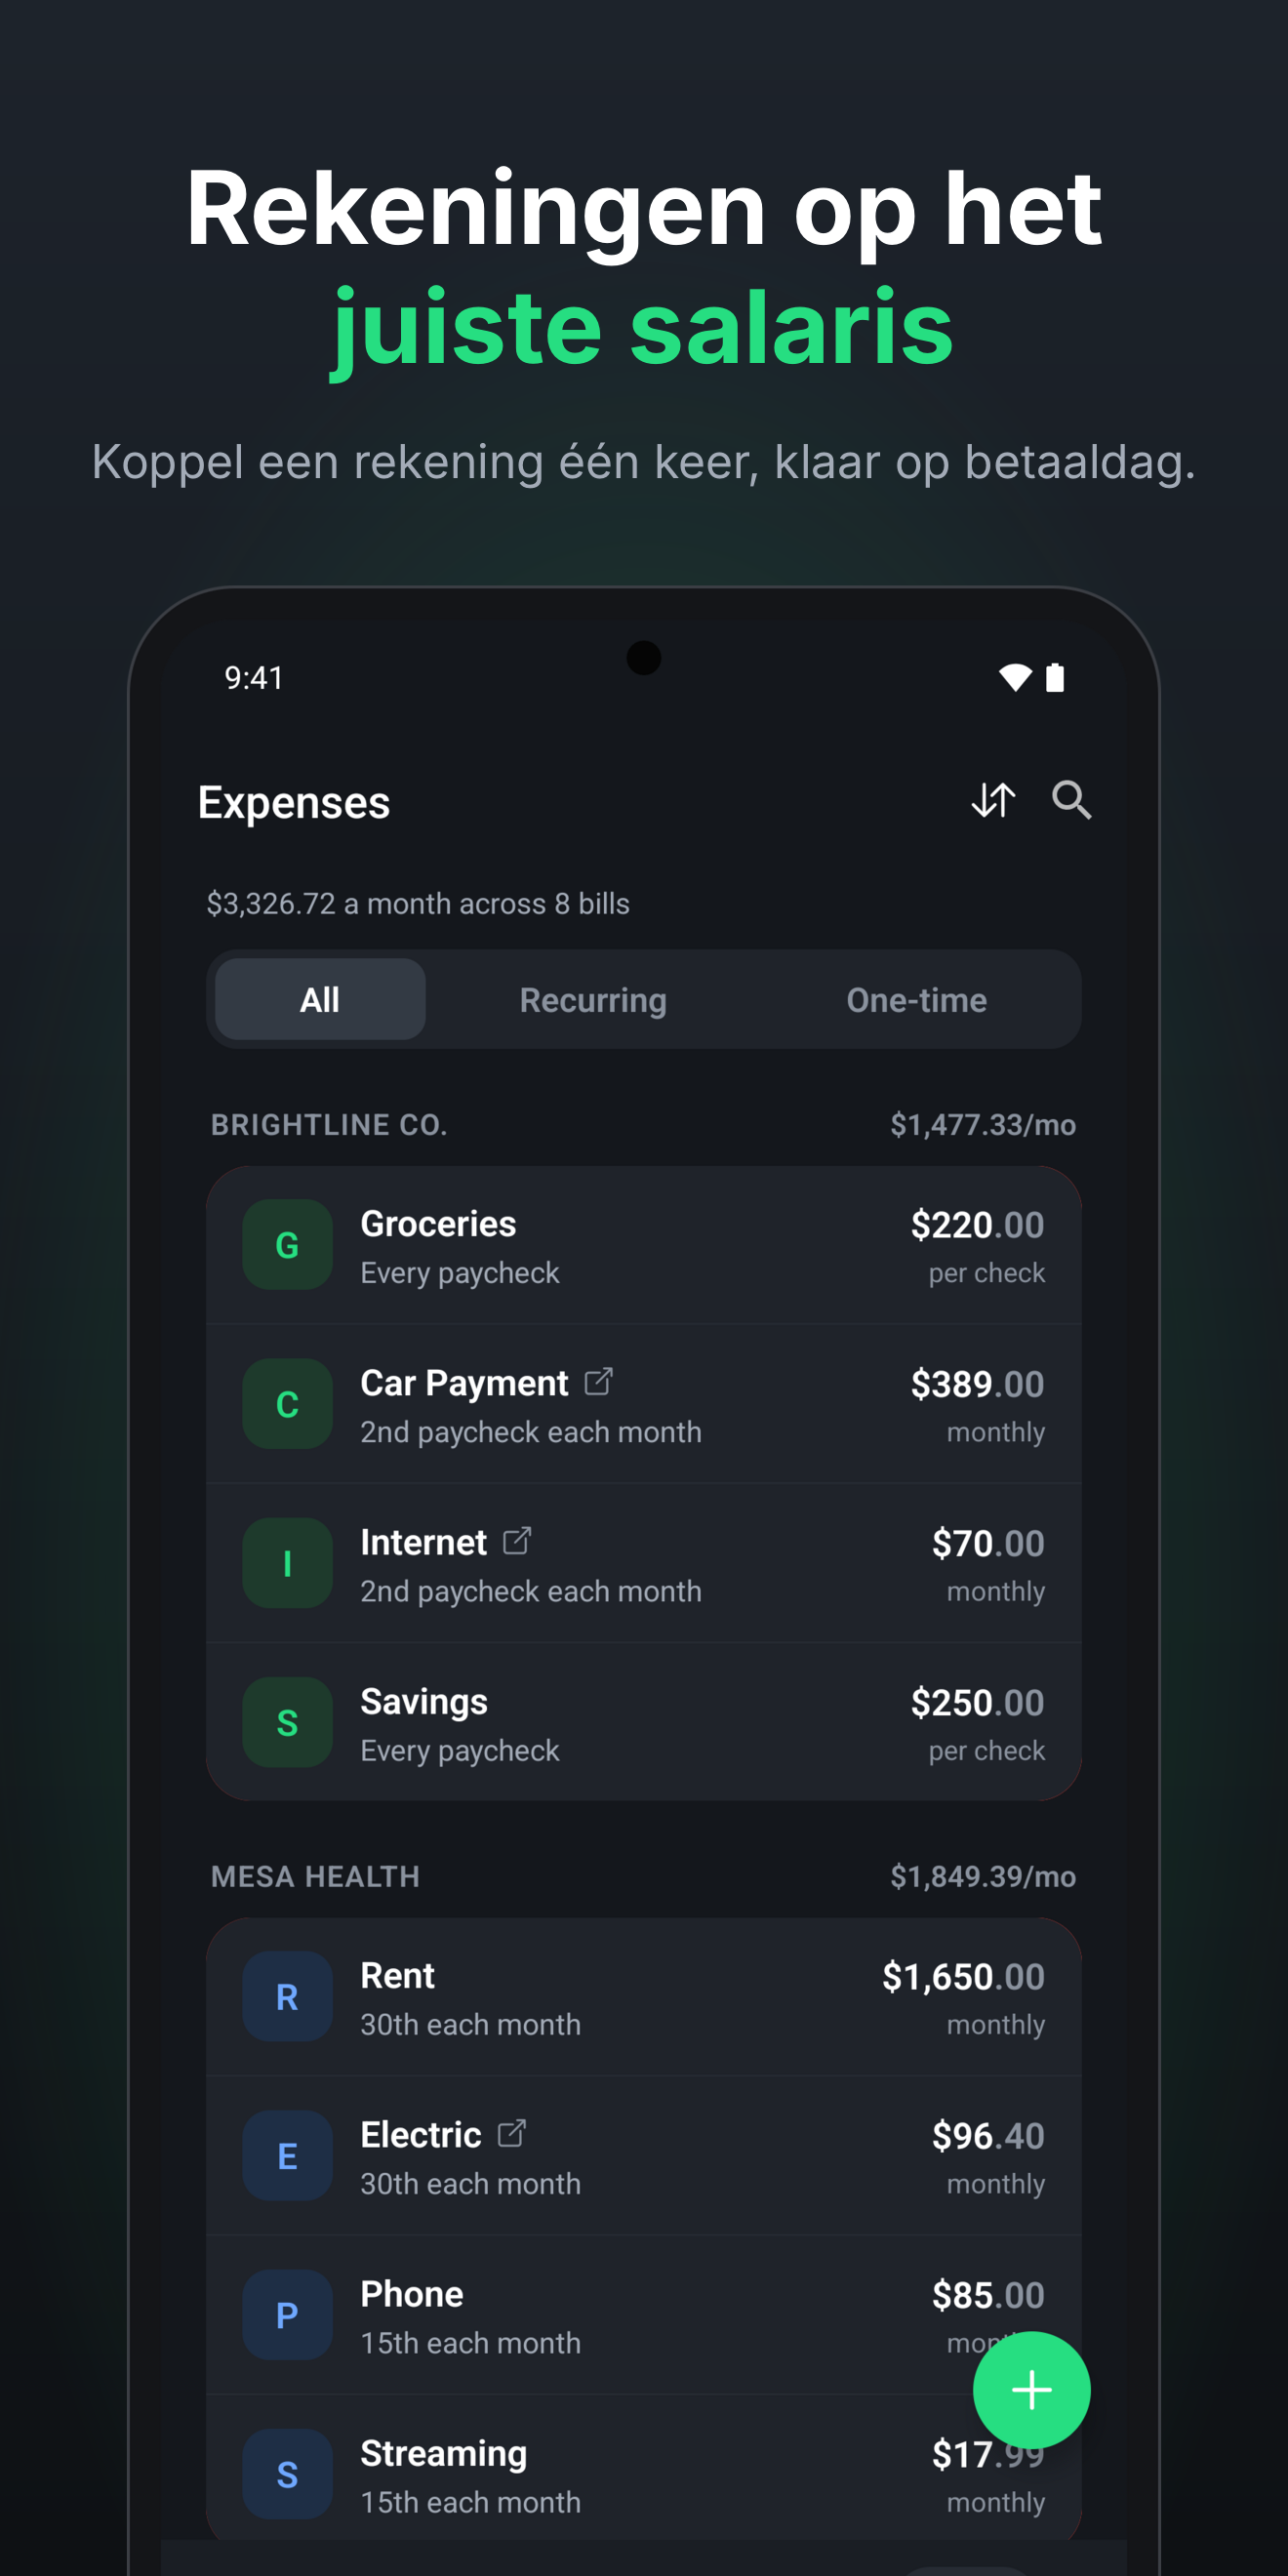 Rekeningen op het
juiste salaris
Koppel een rekening één keer, klaar op betaaldag.
9:41
Expenses
$3,326.72 a month across 8 bills
All Recurring One-time
BRIGHTLINE CO. $1,477.33/mo
G Groceries $220.00
Every paycheck per check
C Car Payment $389.00
2nd paycheck each month monthly
I Internet $70.00
2nd paycheck each month monthly
S Savings $250.00
Every paycheck per check
MESA HEALTH $1,849.39/mo
R Rent $1,650.00
30th each month monthly
E Electric $96.40
30th each month monthly
P Phone $85.00
15th each month
S Streaming $17.99
15th each month monthly